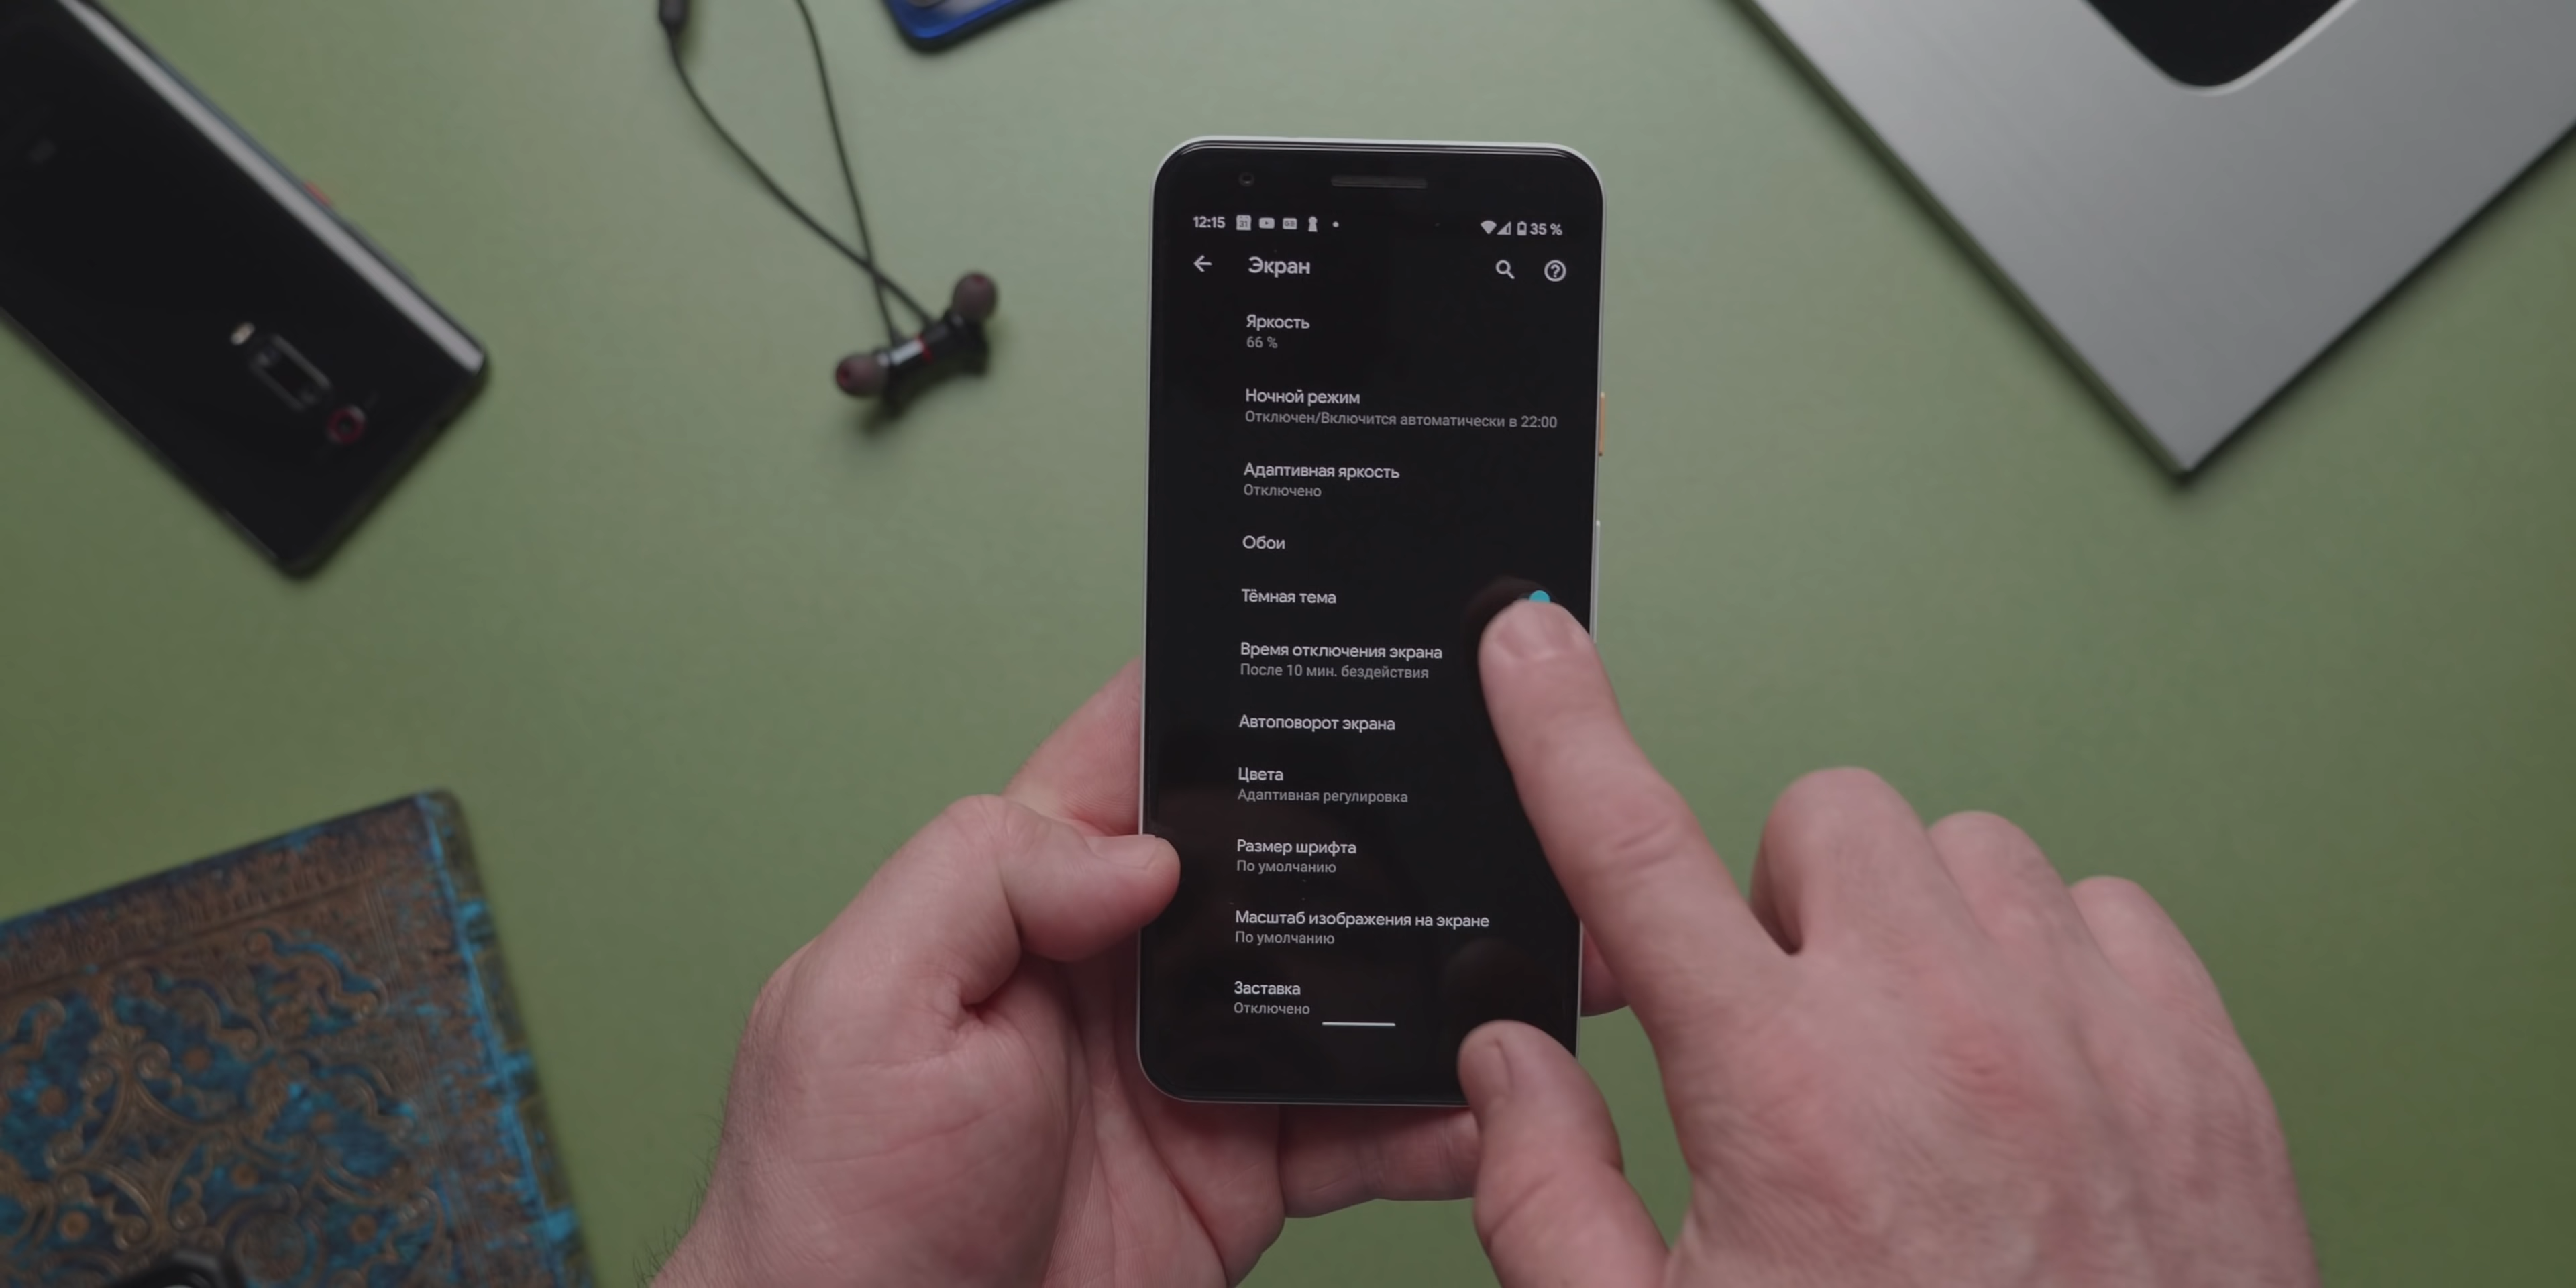 12:15
35 %
Экран
Яркость
66 %
Ночной режим
Отключен/Включится автоматически в 22:00
Адаптивная яркость
Отключено
Обои
Тёмная тема
Время отключения экрана
После 10 мин. бездействия
Автоповорот экрана
Цвета
Адаптивная регулировка
Размер шрифта
По умолчанию
Масштаб изображения на экране
По умолчанию
Заставка
Отключено